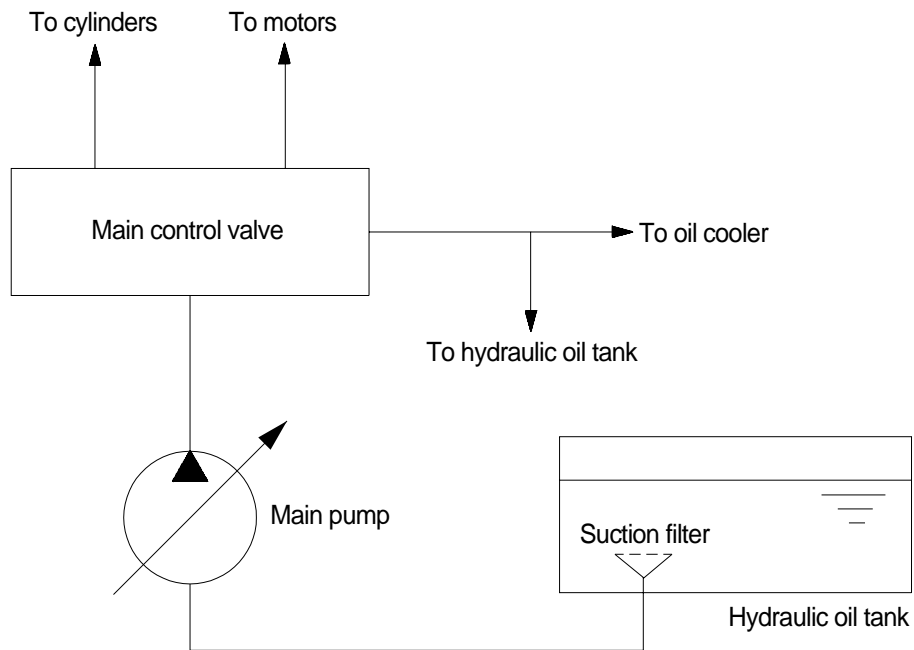 To cylinders
To motors
Main control valve
To oil cooler
To hydraulic oil tank
Main pump
Suction filter
Hydraulic oil tank